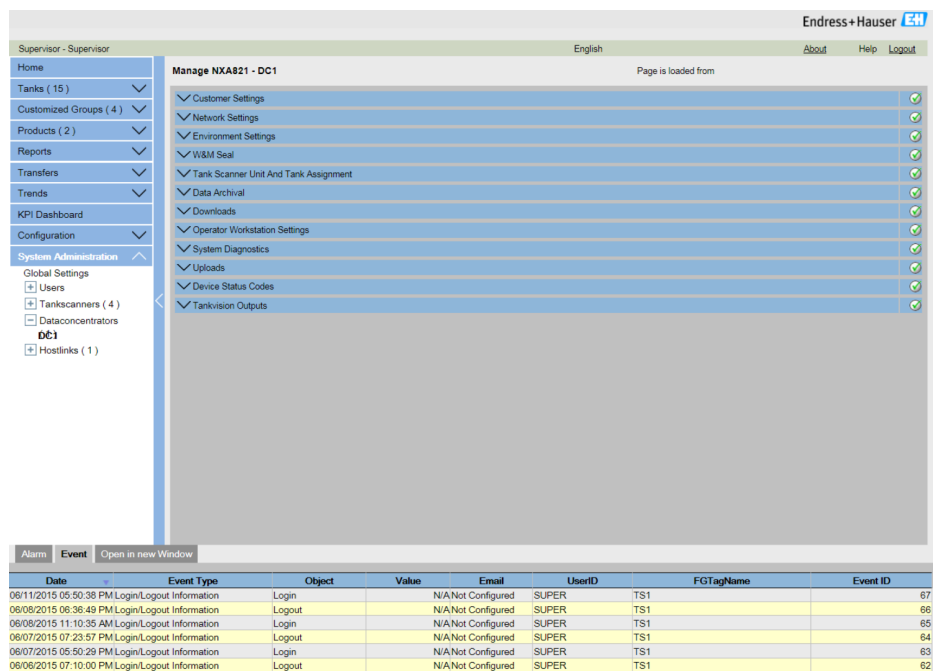 Endress+Hauser EH
Supervisor - Supervisor English About Help Logout
Home
Tanks ( 15 )
Customized Groups ( 4 )
Products ( 2 )
Reports
Transfers
Trends
KPI Dashboard
Configuration
System Administration
Global Settings
Users
Tankscanners ( 4 )
Dataconcentrators
DC1
Hostlinks ( 1 )
Manage NXA821 - DC1 Page is loaded from
Customer Settings
Network Settings
Environment Settings
W&M Seal
Tank Scanner Unit And Tank Assignment
Data Archival
Downloads
Operator Workstation Settings
System Diagnostics
Uploads
Device Status Codes
Tankvision Outputs
Alarm Event Open in new Window
Date Event Type Object Value Email UserID FGTagName Event ID
06/11/2015 05:50:38 PM Login/Logout Information Login N/A Not Configured SUPER TS1 67
06/08/2015 06:36:49 PM Login/Logout Information Logout N/A Not Configured SUPER TS1 66
06/08/2015 11:10:35 AM Login/Logout Information Login N/A Not Configured SUPER TS1 65
06/07/2015 07:23:57 PM Login/Logout Information Logout N/A Not Configured SUPER TS1 64
06/07/2015 05:50:29 PM Login/Logout Information Login N/A Not Configured SUPER TS1 63
06/06/2015 07:10:00 PM Login/Logout Information Logout N/A Not Configured SUPER TS1 62